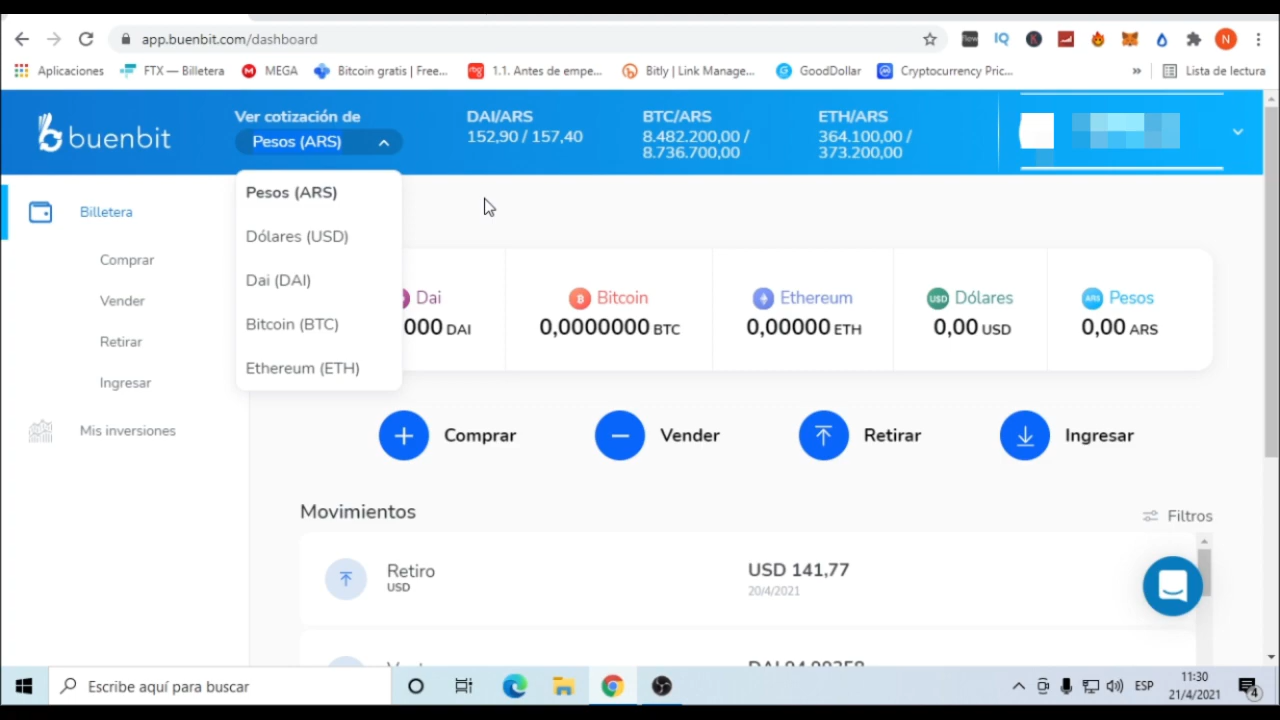 app.buenbit.com/dashboard
IQ
N
Aplicaciones
FTX — Billetera
MEGA
Bitcoin gratis | Free...
1.1. Antes de empe...
Bitly | Link Manage...
GoodDollar
Cryptocurrency Pric...
»
Lista de lectura
buenbit
Ver cotización de
Pesos (ARS)
DAI/ARS
152,90 / 157,40
BTC/ARS
8.482.200,00 /
8.736.700,00
ETH/ARS
364.100,00 /
373.200,00
Pesos (ARS)
Dólares (USD)
Dai (DAI)
Bitcoin (BTC)
Ethereum (ETH)
Billetera
Comprar
Vender
Retirar
Ingresar
Mis inversiones
Dai
000 DAI
Bitcoin
0,0000000 BTC
Ethereum
0,00000 ETH
USD Dólares
0,00 USD
ARS Pesos
0,00 ARS
Comprar
Vender
Retirar
Ingresar
Movimientos
Filtros
Retiro
USD
USD 141,77
20/4/2021
Escribe aquí para buscar
ESP
11:30
21/4/2021
4